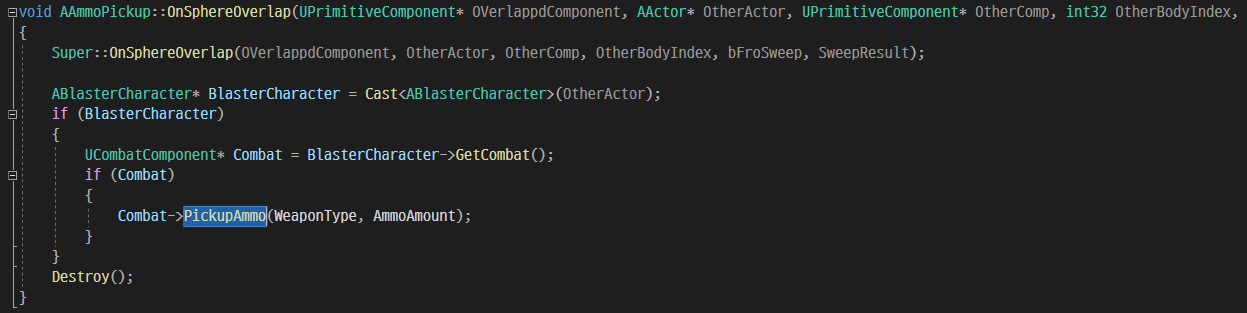 void AAmmoPickup::OnSphereOverlap(UPrimitiveComponent* OVerlappdComponent, AActor* OtherActor, UPrimitiveComponent* OtherComp, int32 OtherBodyIndex,
{
Super::OnSphereOverlap(OVerlappdComponent, OtherActor, OtherComp, OtherBodyIndex, bFroSweep, SweepResult);
ABlasterCharacter* BlasterCharacter = Cast<ABlasterCharacter>(OtherActor);
if (BlasterCharacter)
{
UCombatComponent* Combat = BlasterCharacter->GetCombat();
if (Combat)
{
Combat->PickupAmmo(WeaponType, AmmoAmount);
}
}
Destroy();
}